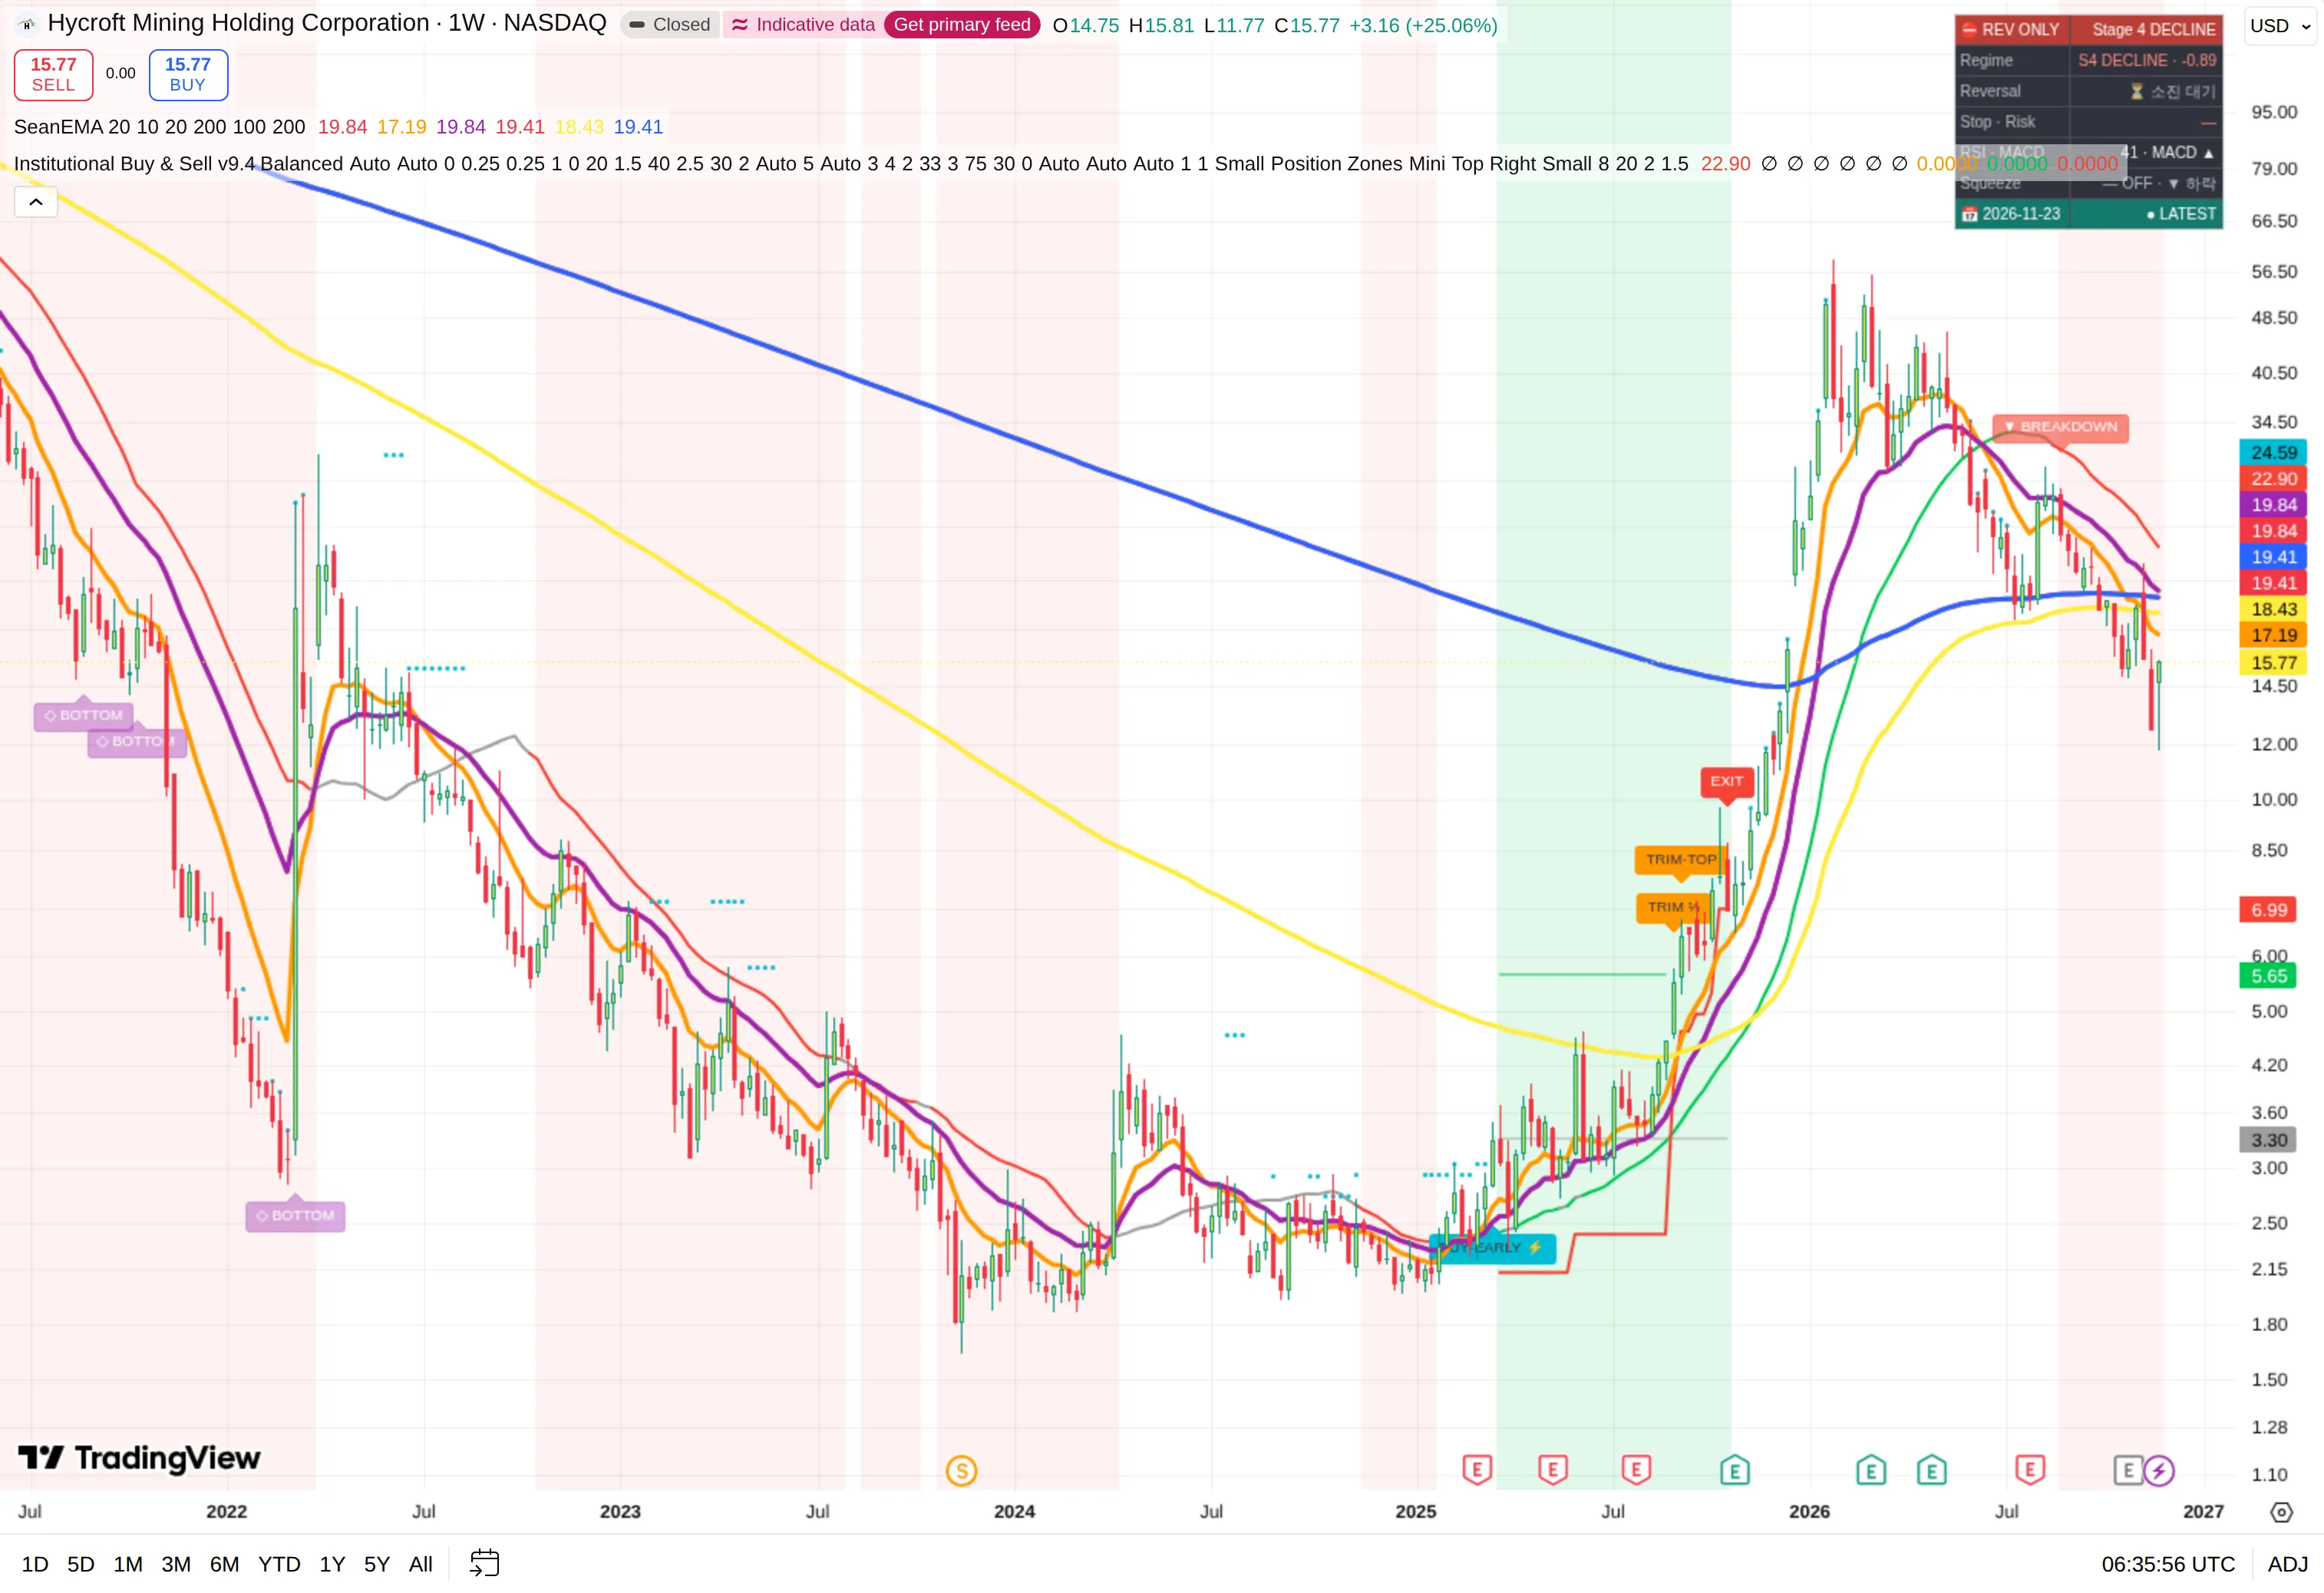 Hycroft Mining Holding Corporation · 1W · NASDAQ Closed Indicative data Get primary feed O14.75 H15.81 L11.77 C15.77 +3.16 (+25.06%)
USD
15.77 SELL
0.00
15.77 BUY
SeanEMA 20 10 20 200 100 200 19.84 17.19 19.84 19.41 18.43 19.41
Institutional Buy & Sell v9.4 Balanced Auto Auto 0 0.25 0.25 1 0 20 1.5 40 2.5 30 2 Auto 5 Auto 3 4 2 33 3 75 30 0 Auto Auto Auto 1 1 Small Position Zones Mini Top Right Small 8 20 2 1.5 22.90 ∅ ∅ ∅ ∅ ∅ ∅ 0.0000 0.0000 0.0000
REV ONLY Stage 4 DECLINE
Regime S4 DECLINE · -0.89
Reversal ⏳ 소진 대기
Stop · Risk —
RSI · MACD 41 · MACD ▲
Squeeze — OFF · ▼ 하락
2026-11-23 ● LATEST
95.00
79.00
66.50
56.50
48.50
40.50
34.50
24.59
22.90
19.84
19.84
19.41
19.41
18.43
17.19
15.77
14.50
12.00
10.00
8.50
6.99
6.00
5.65
5.00
4.20
3.60
3.30
3.00
2.50
2.15
1.80
1.50
1.28
1.10
▼ BREAKDOWN
◇ BOTTOM
◇ BOTTOM
EXIT
TRIM-TOP
TRIM ⅓
◇ BOTTOM
BUY-EARLY ⚡
TradingView
S
E
E
E
E
E
E
E
E
Jul 2022 Jul 2023 Jul 2024 Jul 2025 Jul 2026 Jul 2027
1D 5D 1M 3M 6M YTD 1Y 5Y All
06:35:56 UTC ADJ